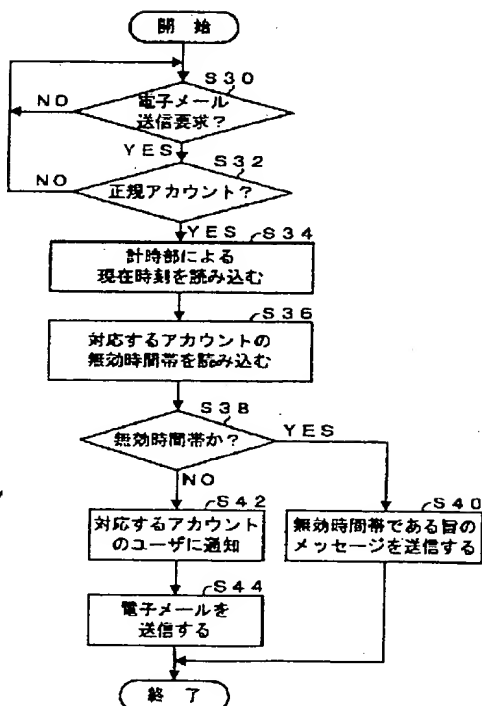 開 始
S30
NO
電子メール
送信要求?
YES
S32
NO
正規アカウント?
YES
S34
計時部による
現在時刻を読み込む
S36
対応するアカウントの
無効時間帯を読み込む
S38
無効時間帯か?
YES
NO
S42
対応するアカウント
のユーザに通知
S40
無効時間帯である旨の
メッセージを送信する
S44
電子メールを
送信する
終 了